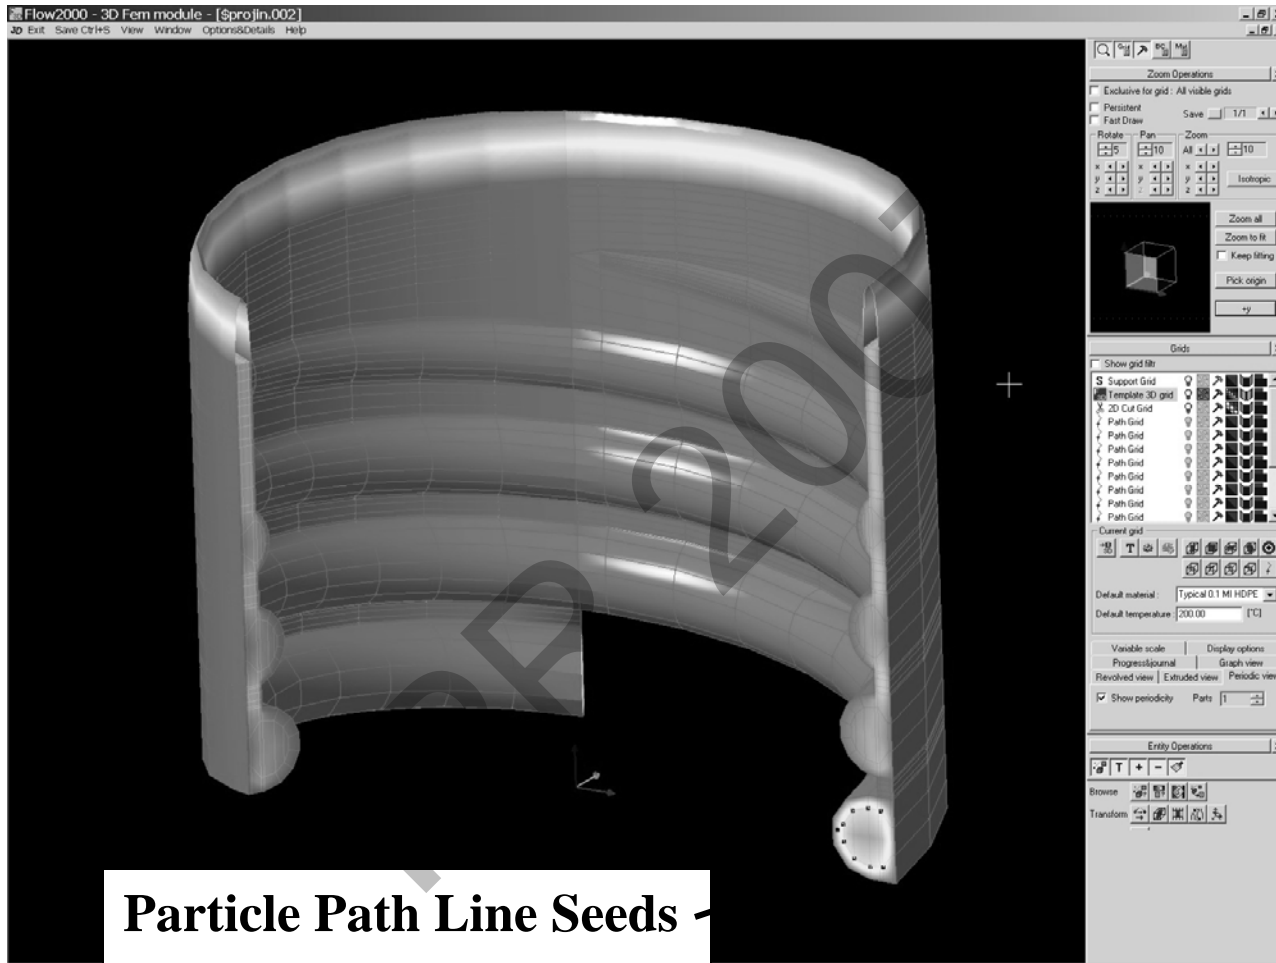 Flow2000 - 3D Fem module - [$projin.002]
3D Exit Save Ctrl+S View Window Options&Details Help
Zoom Operations
Exclusive for grid : All visible grids
Persistent
Fast Draw
Save 1/1
Rotate Pan Zoom
5 10 All 10
x x x
y y y
z z z
Isotropic
Zoom all
Zoom to fit
Keep fitting
Pick origin
+y
Grids
Show grid filtr
S Support Grid
Template 3D grid
2D Cut Grid
Path Grid
Path Grid
Path Grid
Path Grid
Path Grid
Path Grid
Path Grid
Path Grid
Current grid
T
Default material : Typical 0.1 MI HDPE
Default temperature : 200.00 [°C]
Variable scale Display options
Progress/journal Graph view
Revolved view Extruded view Periodic view
Show periodicity Parts 1
Entity Operations
T + -
Browse
Transform
Particle Path Line Seeds